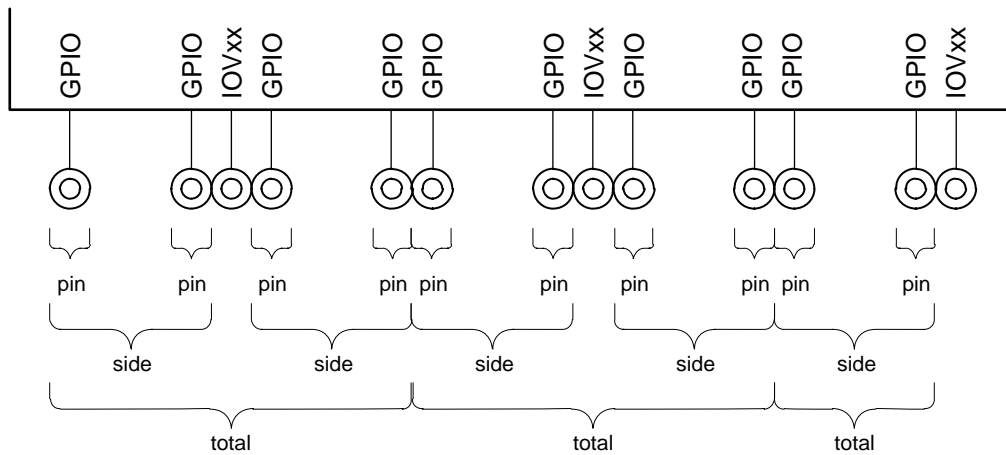 GPIO GPIO IOVxx GPIO GPIO GPIO GPIO IOVxx GPIO GPIO GPIO GPIO IOVxx
pin pin pin pin pin pin pin pin pin pin
side side side side side
total total total